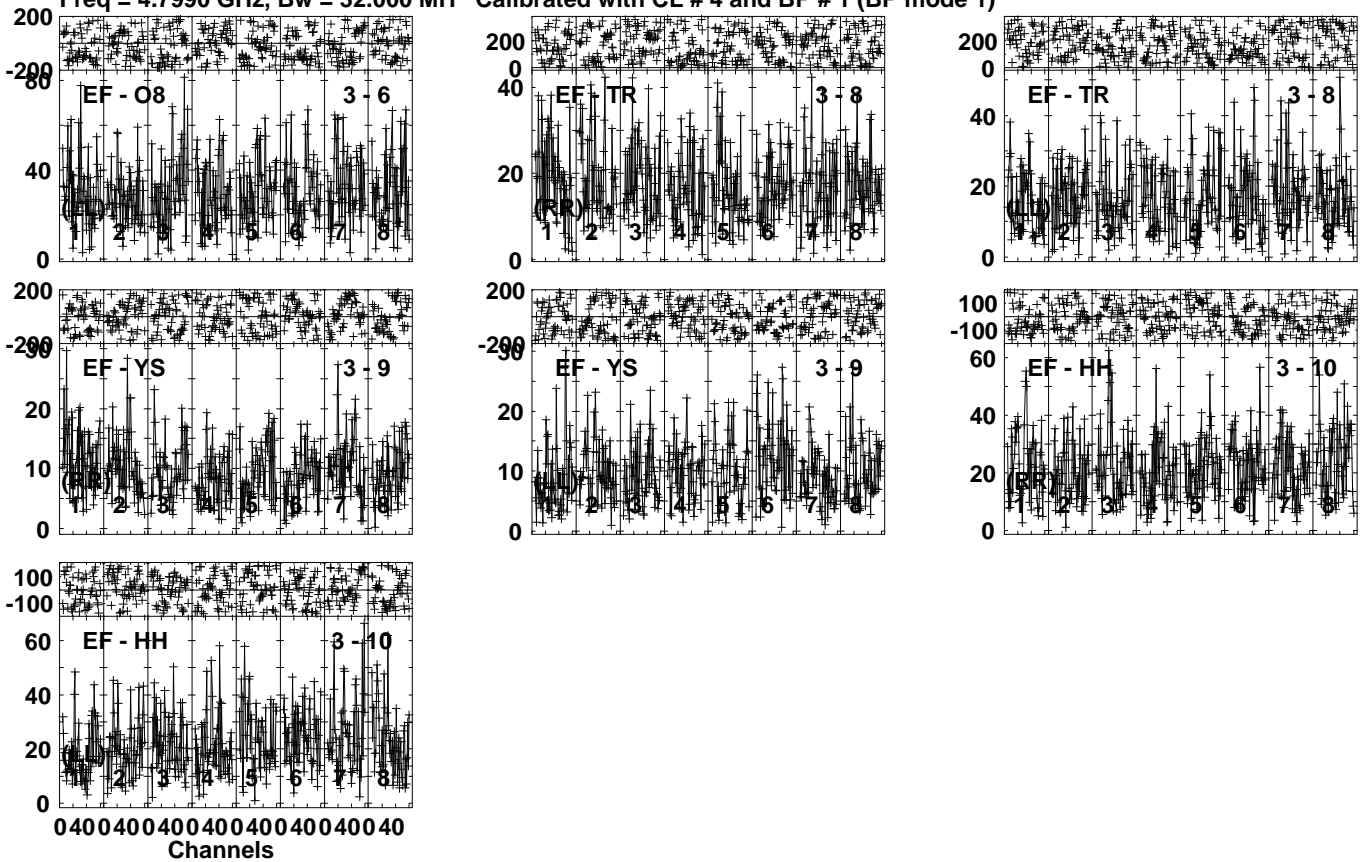 Freq = 4.7990 GHz, Bw = 32.000 MH Calibrated with CL # 4 and BP # 1 (BP mode 1)
200
-200
80
40
0
EF - O8 3 - 6
(LL)
1 2 3 4 5 6 7 8
200
0
40
20
0
EF - TR 3 - 8
(RR)
1 2 3 4 5 6 7 8
200
0
40
20
0
EF - TR 3 - 8
(LL)
1 2 3 4 5 6 7 8
200
-200
30
20
10
0
EF - YS 3 - 9
(RR)
1 2 3 4 5 6 7 8
200
-200
30
20
10
0
EF - YS 3 - 9
(LL)
1 2 3 4 5 6 7 8
100
-100
60
40
20
0
EF - HH 3 - 10
(RR)
1 2 3 4 5 6 7 8
100
-100
60
40
20
0
EF - HH 3 - 10
(LL)
1 2 3 4 5 6 7 8
0 40 0 40 0 40 0 40 0 40 0 40 0 40 0 40
Channels